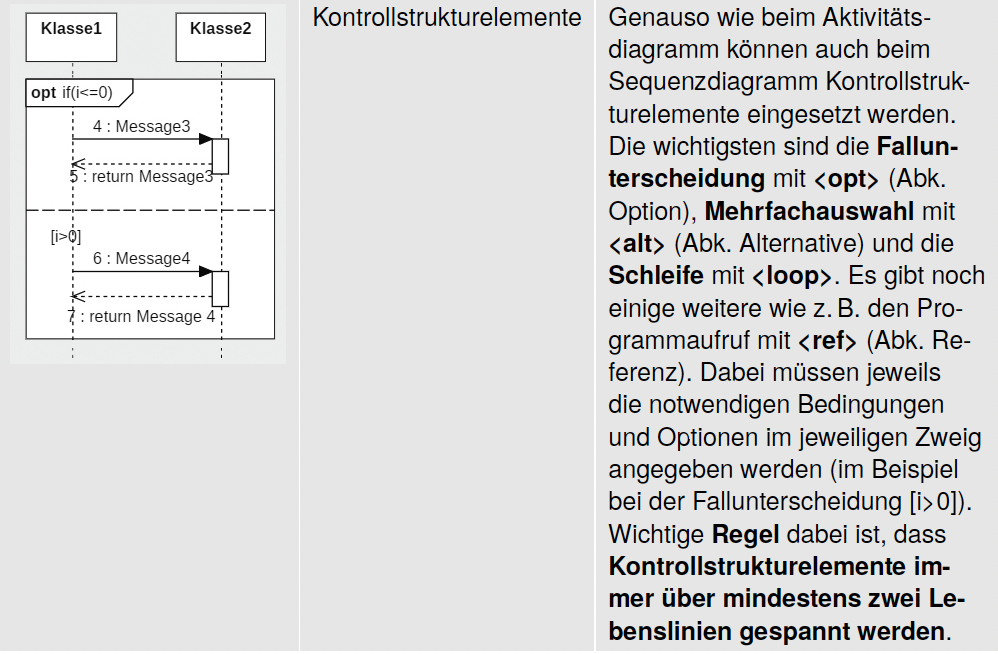 Klasse1
Klasse2
opt if(i<=0)
4 : Message3
5 : return Message3
[i>0]
6 : Message4
7 : return Message 4
Kontrollstrukturelemente
Genauso wie beim Aktivitäts-
diagramm können auch beim
Sequenzdiagramm Kontrollstruk-
turelemente eingesetzt werden.
Die wichtigsten sind die Fallun-
terscheidung mit <opt> (Abk.
Option), Mehrfachauswahl mit
<alt> (Abk. Alternative) und die
Schleife mit <loop>. Es gibt noch
einige weitere wie z. B. den Pro-
grammaufruf mit <ref> (Abk. Re-
ferenz). Dabei müssen jeweils
die notwendigen Bedingungen
und Optionen im jeweiligen Zweig
angegeben werden (im Beispiel
bei der Fallunterscheidung [i>0]).
Wichtige Regel dabei ist, dass
Kontrollstrukturelemente im-
mer über mindestens zwei Le-
benslinien gespannt werden.